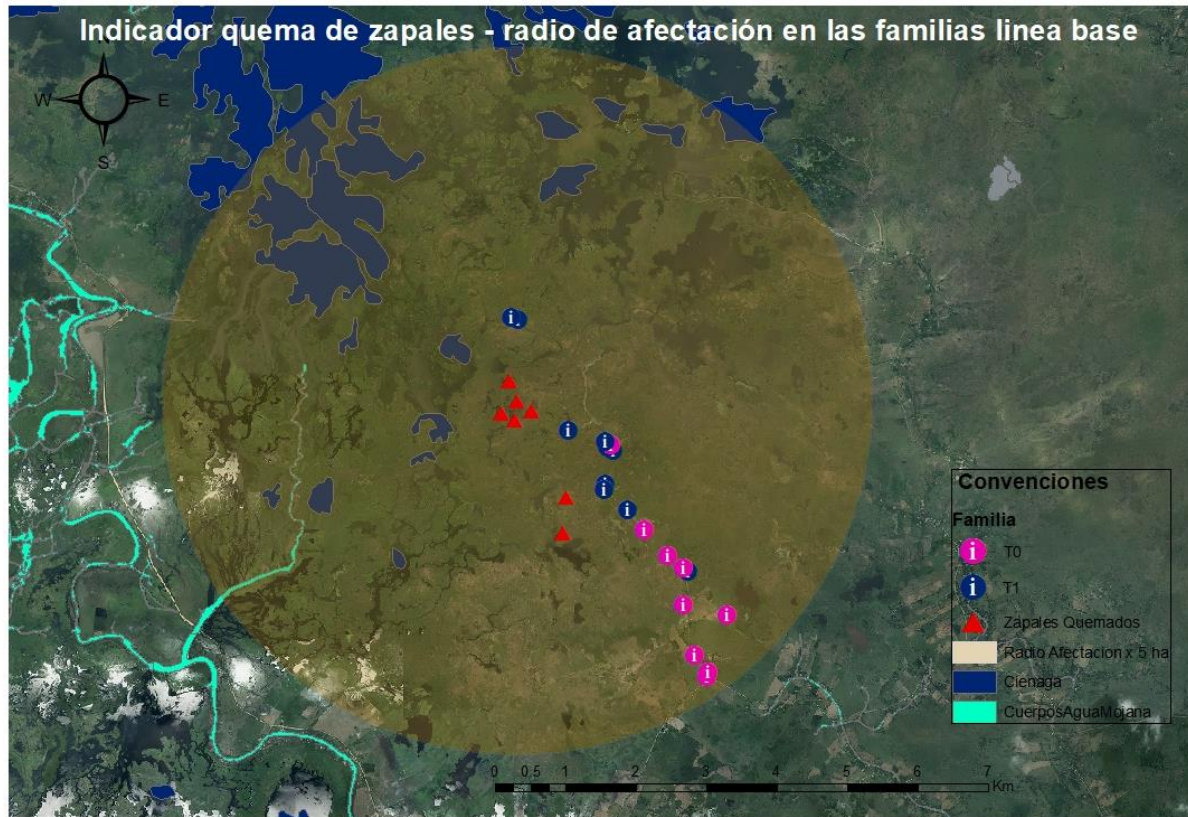 Indicador quema de zapales - radio de afectación en las familias linea base
N
W E
S
Convenciones
Familia
i T0
i T1
Zapales Quemados
Radio Afectacion x 5 ha
Cienaga
CuerposAguaMojana
0 0,5 1 2 3 4 5 6 7
Km